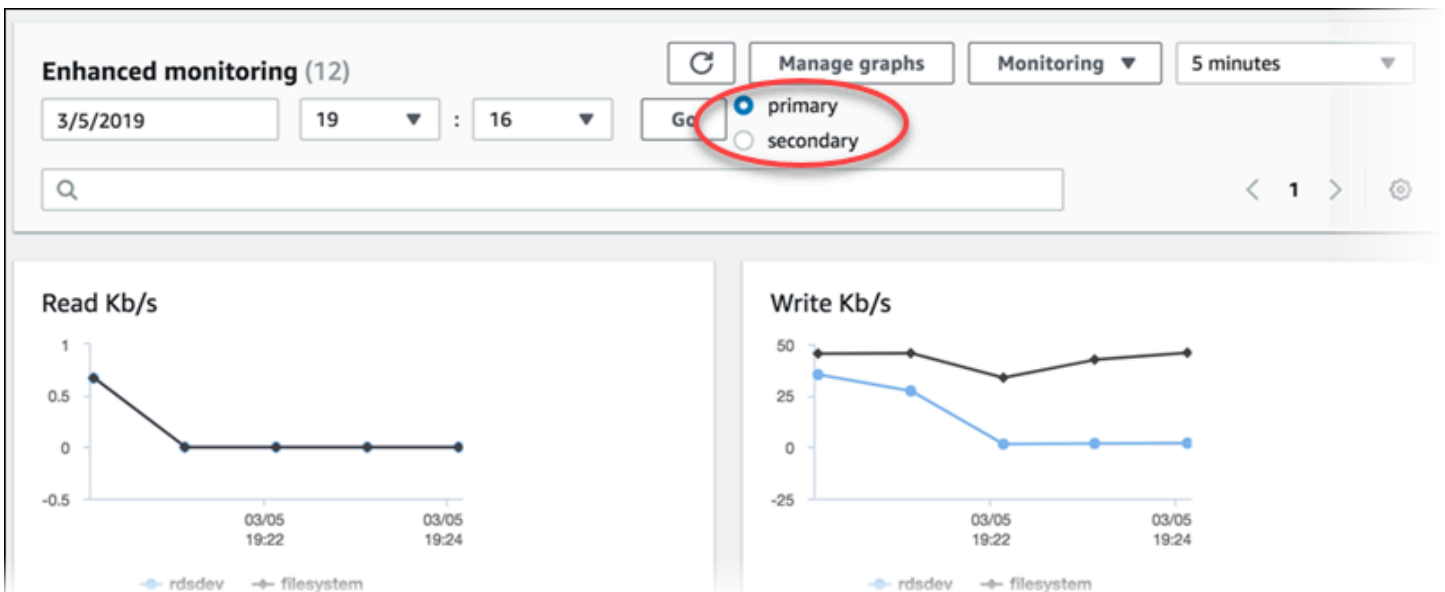 Enhanced monitoring (12)
Manage graphs
Monitoring
5 minutes
3/5/2019
19
:
16
Go
primary
secondary
1
Read Kb/s
1
0.5
0
-0.5
03/05
19:22
03/05
19:24
rdsdev
filesystem
Write Kb/s
50
25
0
-25
03/05
19:22
03/05
19:24
rdsdev
filesystem